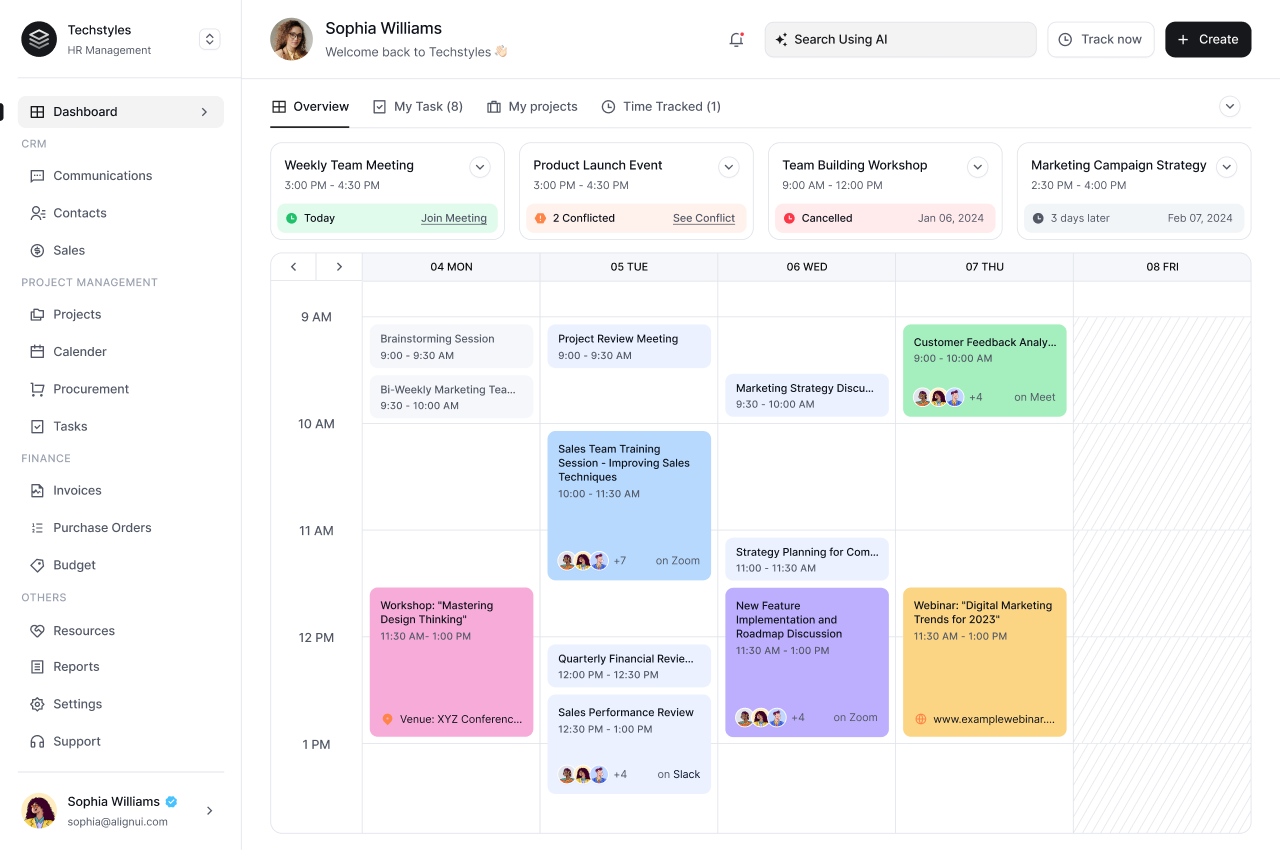 Techstyles
HR Management
Dashboard
CRM
Communications
Contacts
Sales
PROJECT MANAGEMENT
Projects
Calender
Procurement
Tasks
FINANCE
Invoices
Purchase Orders
Budget
OTHERS
Resources
Reports
Settings
Support
Sophia Williams
sophia@alignui.com
Sophia Williams
Welcome back to Techstyles 👋🏻
Search Using AI
Track now
Create
Overview
My Task (8)
My projects
Time Tracked (1)
Weekly Team Meeting
3:00 PM - 4:30 PM
Today
Join Meeting
Product Launch Event
3:00 PM - 4:30 PM
2 Conflicted
See Conflict
Team Building Workshop
9:00 AM - 12:00 PM
Cancelled
Jan 06, 2024
Marketing Campaign Strategy
2:30 PM - 4:00 PM
3 days later
Feb 07, 2024
04 MON
05 TUE
06 WED
07 THU
08 FRI
9 AM
10 AM
11 AM
12 PM
1 PM
Brainstorming Session
9:00 - 9:30 AM
Bi-Weekly Marketing Tea...
9:30 - 10:00 AM
Workshop: "Mastering
Design Thinking"
11:30 AM- 1:00 PM
Venue: XYZ Conferenc...
Project Review Meeting
9:00 - 9:30 AM
Sales Team Training
Session - Improving Sales
Techniques
10:00 - 11:30 AM
+7
on Zoom
Quarterly Financial Revie...
12:00 PM - 12:30 PM
Sales Performance Review
12:30 PM - 1:00 PM
+4
on Slack
Marketing Strategy Discu...
9:30 - 10:00 AM
Strategy Planning for Com...
11:00 - 11:30 AM
New Feature
Implementation and
Roadmap Discussion
11:30 AM - 1:00 PM
+4
on Zoom
Customer Feedback Analy...
9:00 - 10:00 AM
+4
on Meet
Webinar: "Digital Marketing
Trends for 2023"
11:30 AM - 1:00 PM
www.examplewebinar....